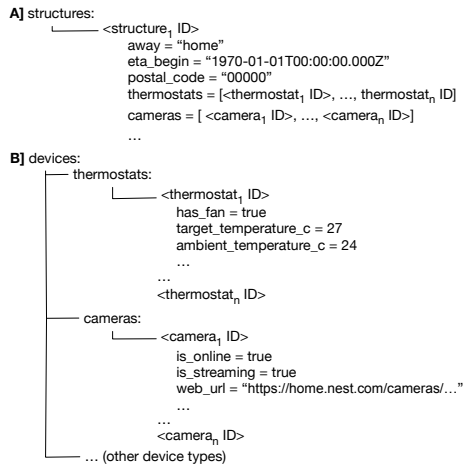 A] structures:
<structure1 ID>
away = “home”
eta_begin = “1970-01-01T00:00:00.000Z”
postal_code = “00000”
thermostats = [<thermostat1 ID>, …, thermostatn ID]
cameras = [ <camera1 ID>, …, <cameran ID>]
…
B] devices:
thermostats:
<thermostat1 ID>
has_fan = true
target_temperature_c = 27
ambient_temperature_c = 24
…
…
<thermostatn ID>
cameras:
<camera1 ID>
is_online = true
is_streaming = true
web_url = “https://home.nest.com/cameras/…”
…
…
<cameran ID>
… (other device types)